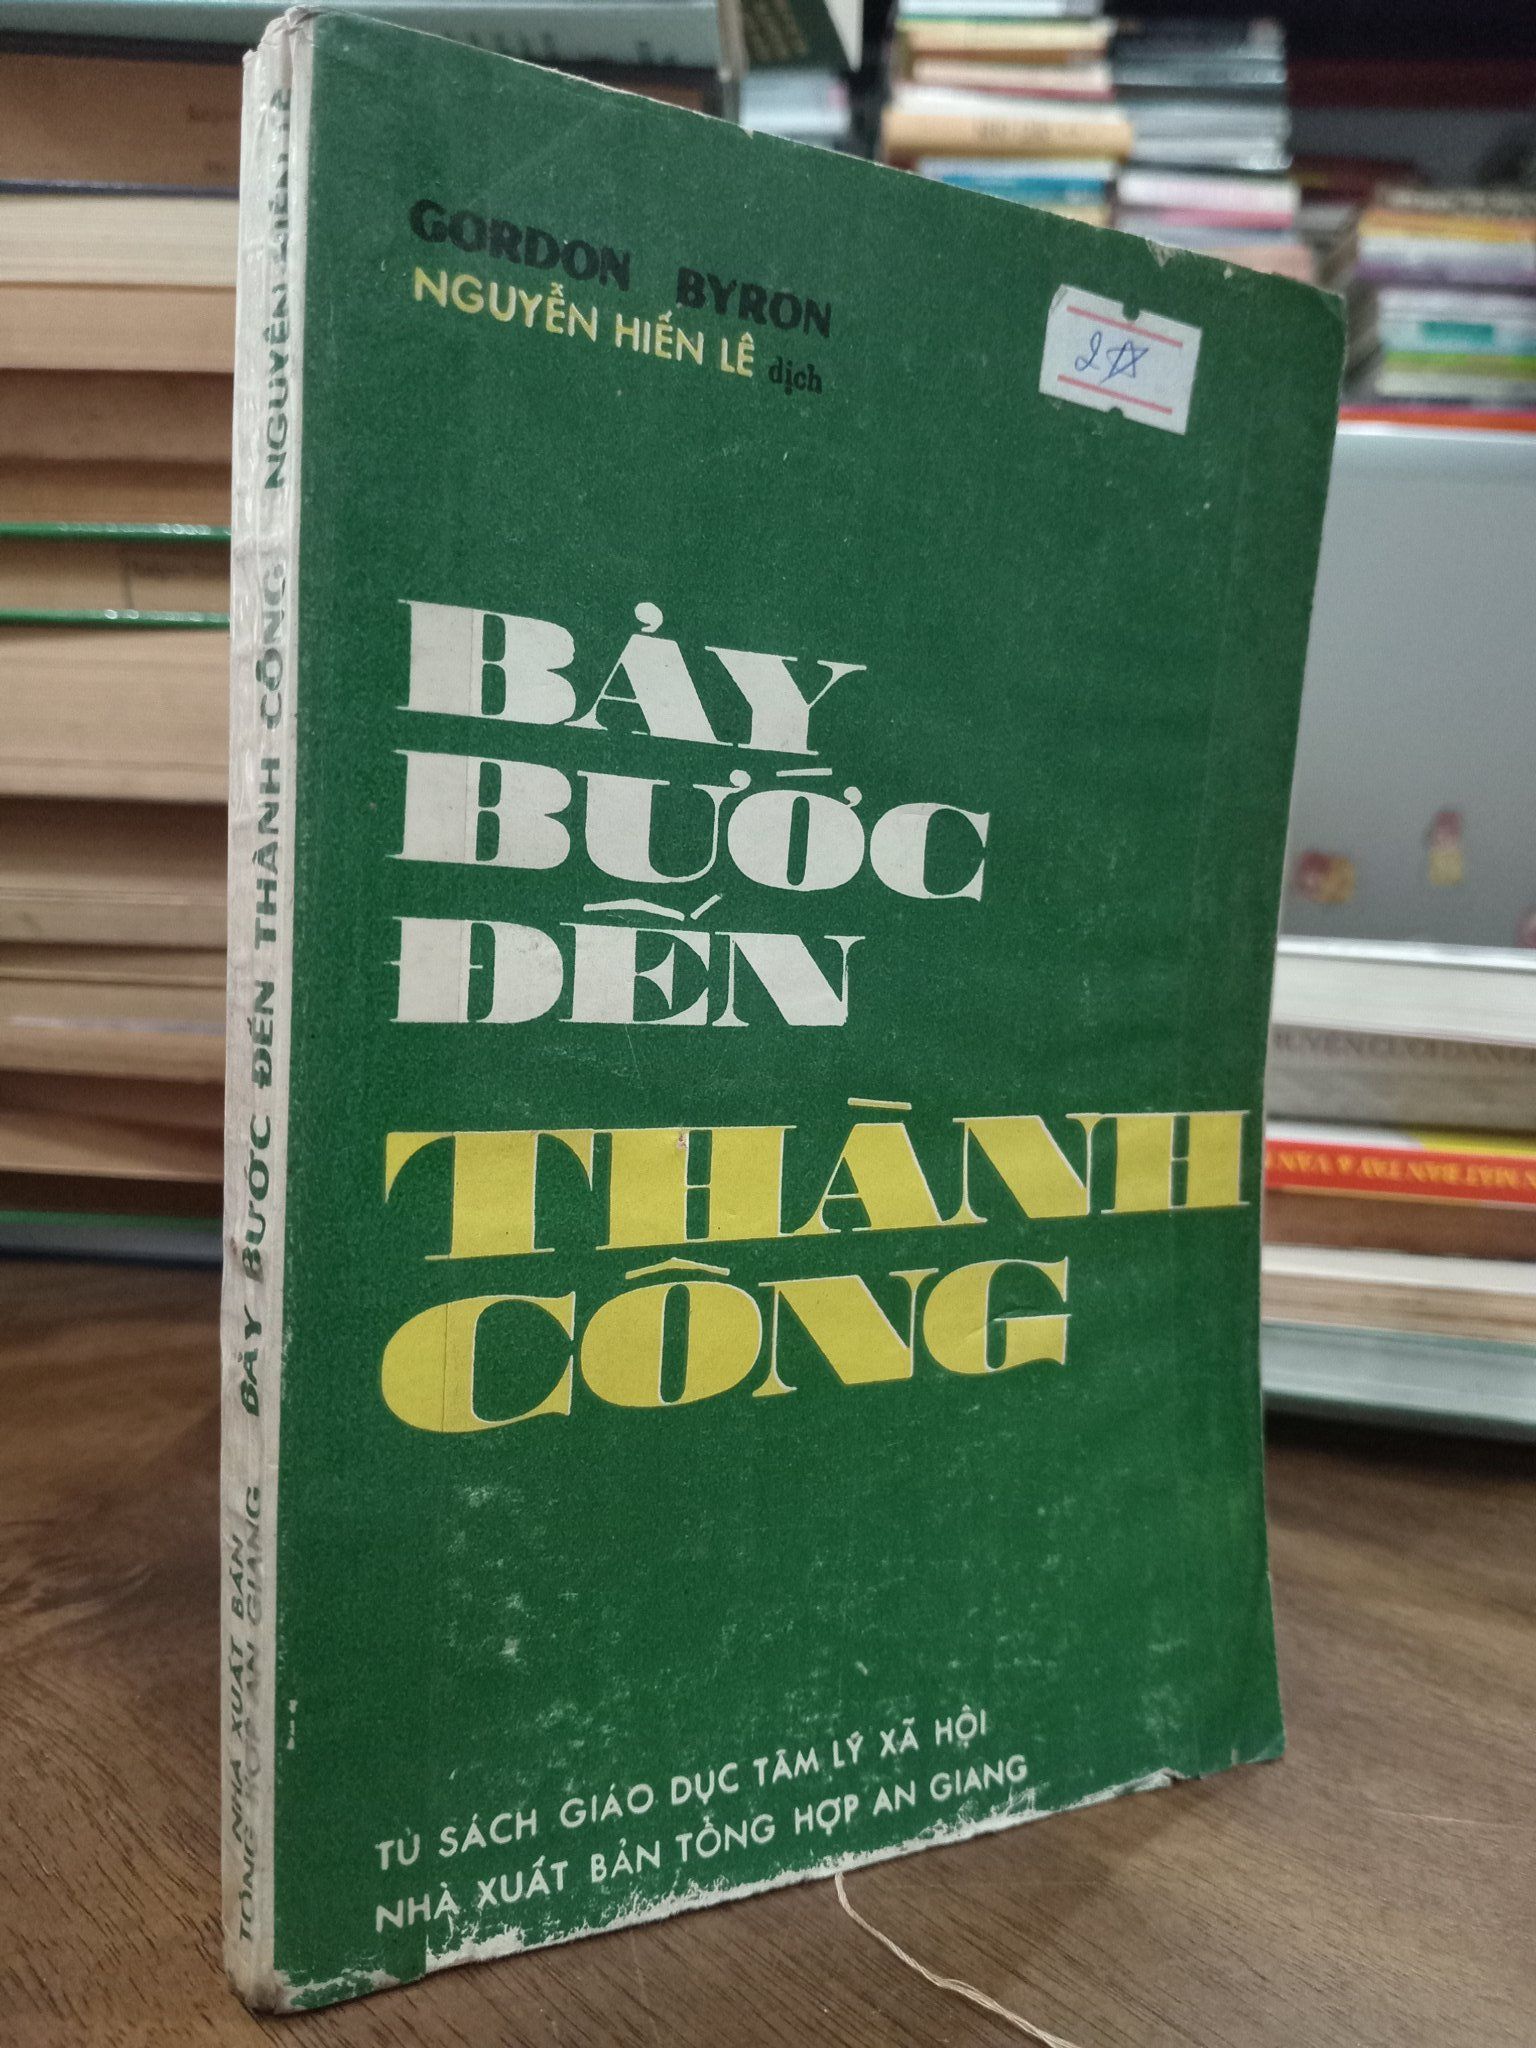 GORDON BYRON
NGUYỄN HIẾN LÊ dịch
BẢY
BƯỚC
ĐẾN
THÀNH
CÔNG
TỦ SÁCH GIÁO DỤC TÂM LÝ XÃ HỘI
NHÀ XUẤT BẢN TỔNG HỢP AN GIANG
NHÀ XUẤT BẢN
TỔNG HỢP AN GIANG
BẢY BƯỚC ĐẾN THÀNH CÔNG
NGUYỄN HIẾN LÊ